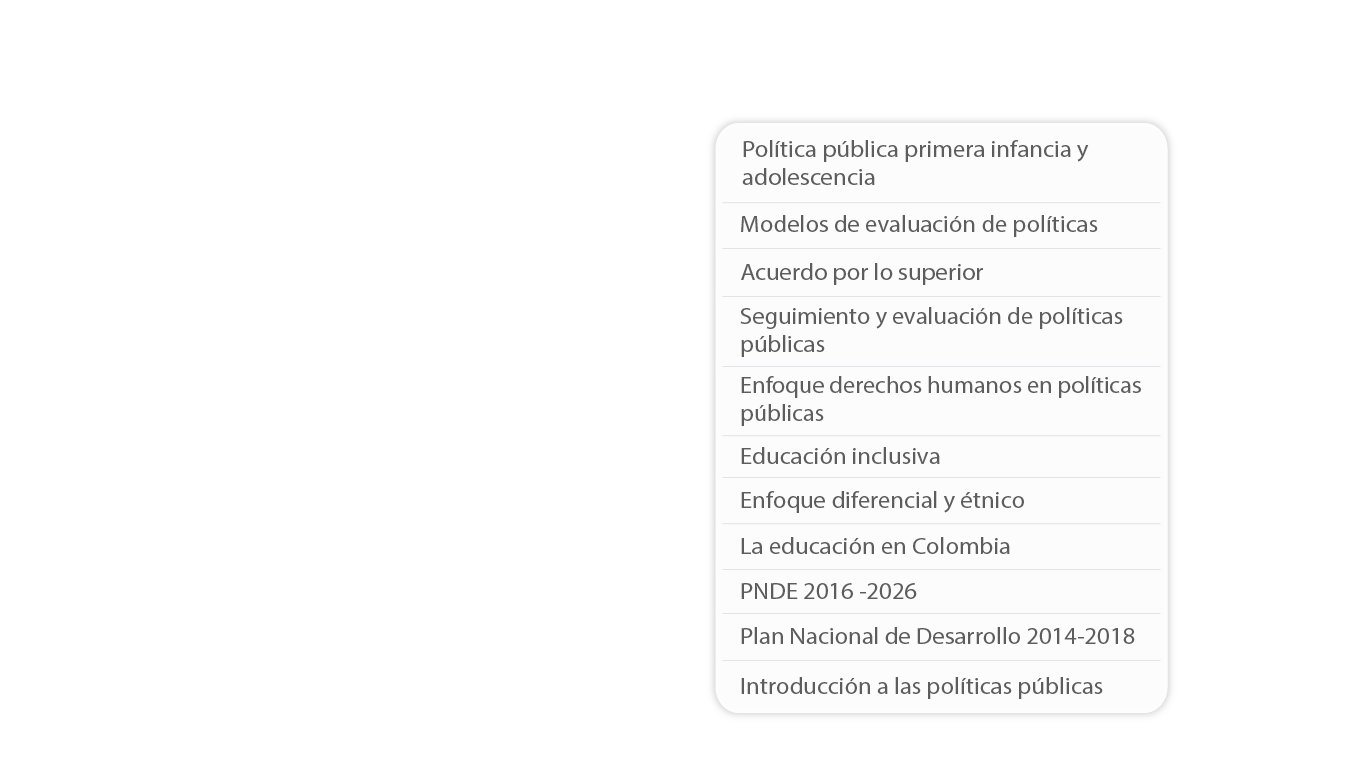 Política pública primera infancia y
adolescencia
Modelos de evaluación de políticas
Acuerdo por lo superior
Seguimiento y evaluación de políticas
públicas
Enfoque derechos humanos en políticas
públicas
Educación inclusiva
Enfoque diferencial y étnico
La educación en Colombia
PNDE 2016 -2026
Plan Nacional de Desarrollo 2014-2018
Introducción a las políticas públicas